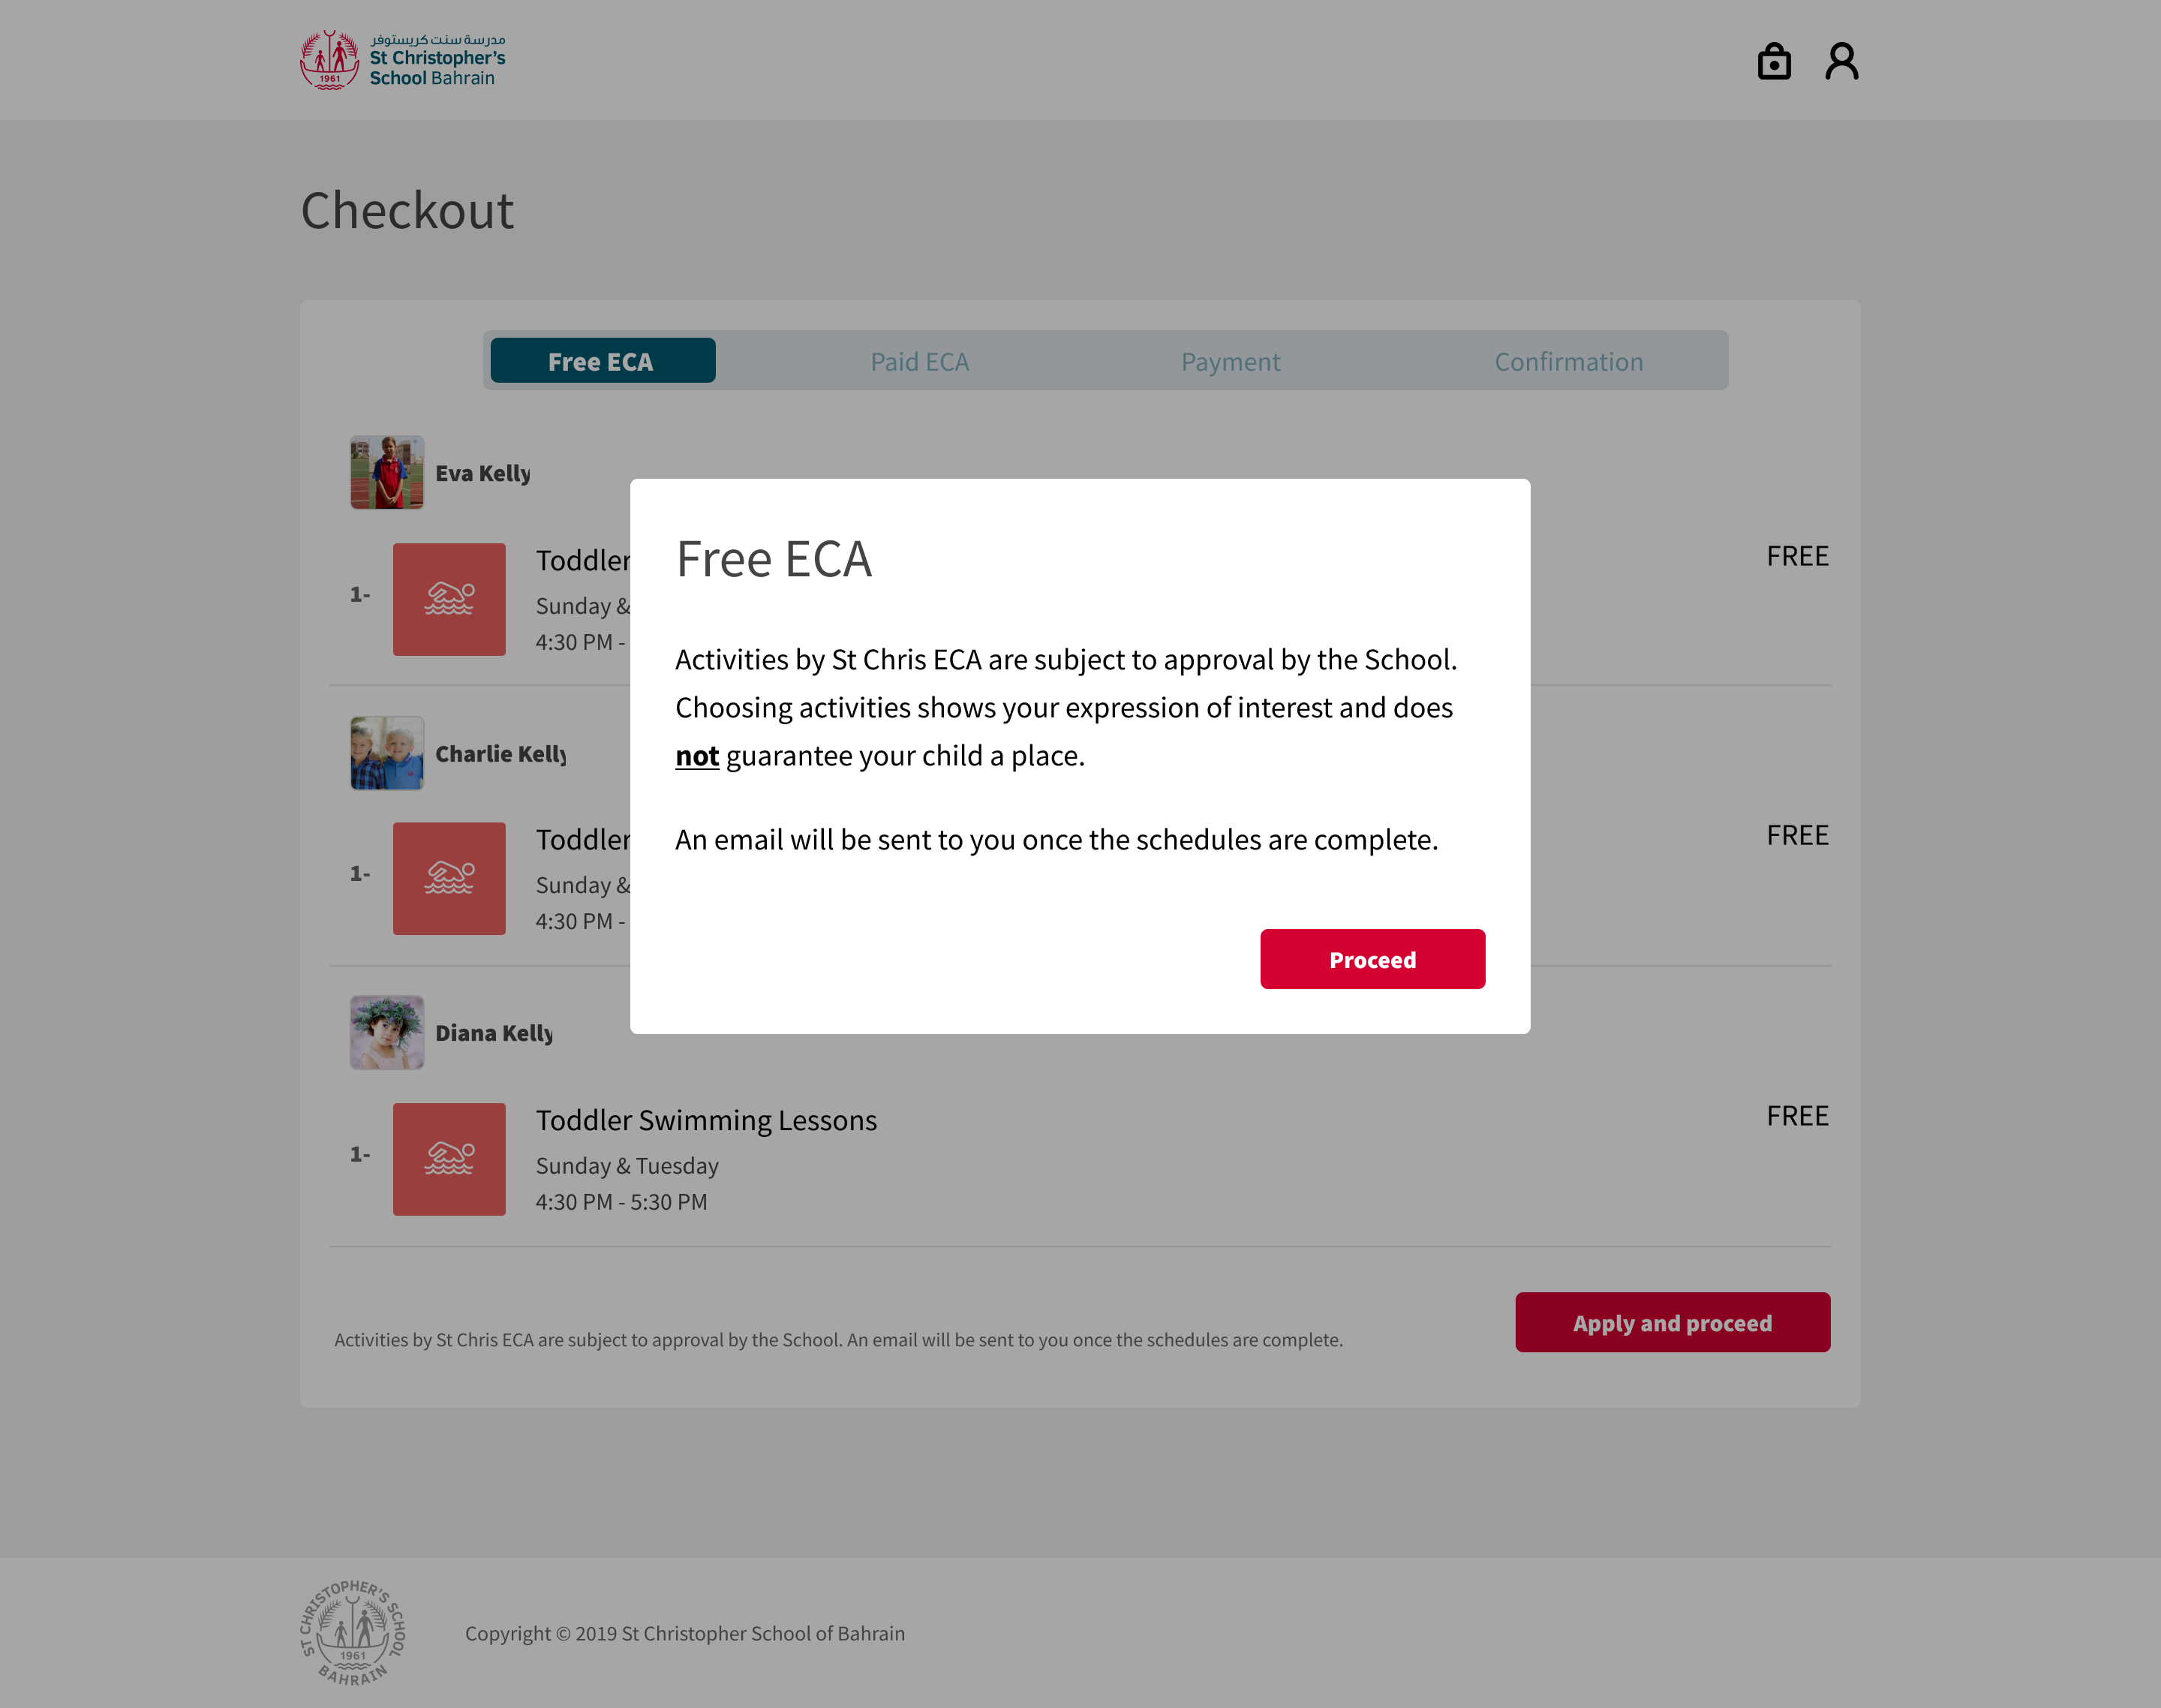 مدرسة سنت كريستوفر
St Christopher's
School Bahrain
1961
Checkout
Free ECA
Paid ECA
Payment
Confirmation
Eva Kelly
1-
Toddler
Sunday &
4:30 PM -
FREE
Charlie Kelly
1-
Toddler
Sunday &
4:30 PM -
FREE
Free ECA
Activities by St Chris ECA are subject to approval by the School.
Choosing activities shows your expression of interest and does
not guarantee your child a place.
An email will be sent to you once the schedules are complete.
Proceed
Diana Kelly
1-
Toddler Swimming Lessons
Sunday & Tuesday
4:30 PM - 5:30 PM
FREE
Activities by St Chris ECA are subject to approval by the School. An email will be sent to you once the schedules are complete.
Apply and proceed
ST CHRISTOPHER'S SCHOOL
1961
BAHRAIN
Copyright © 2019 St Christopher School of Bahrain